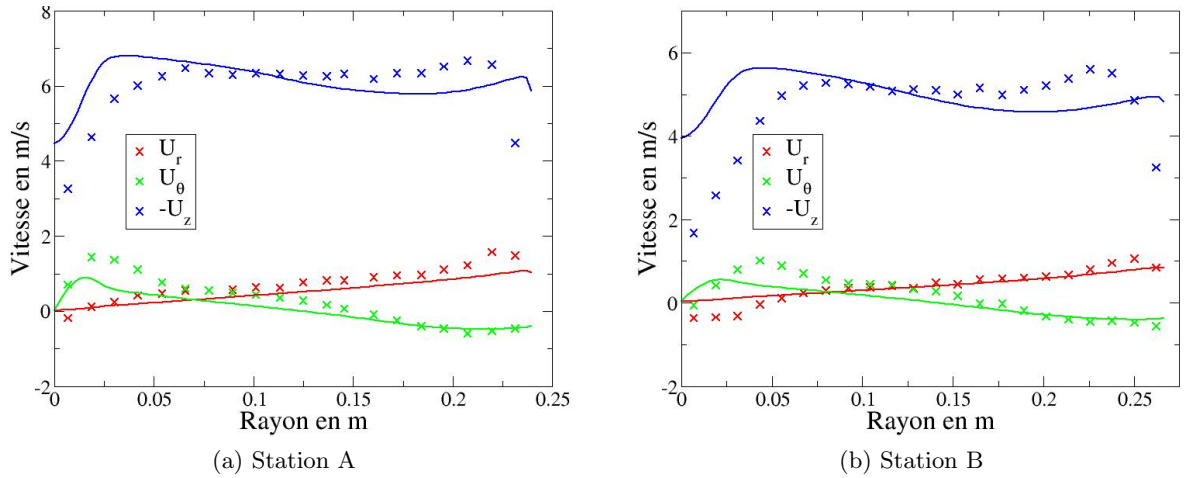 8
6
4
2
0
-2
Vitesse en m/s
U_r
U_θ
-U_z
0
0.05
0.1
0.15
0.2
0.25
Rayon en m
(a) Station A
6
4
2
0
-2
Vitesse en m/s
U_r
U_θ
-U_z
0
0.05
0.1
0.15
0.2
0.25
Rayon en m
(b) Station B